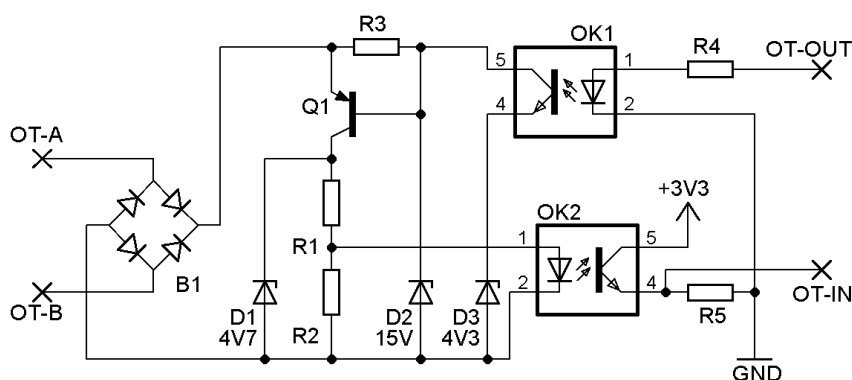 R3
OK1
R4
OT-OUT
5
1
Q1
4
2
OT-A
+3V3
OK2
R1
1
5
B1
2
4
OT-B
OT-IN
D1
4V7
R2
D2
15V
D3
4V3
R5
GND